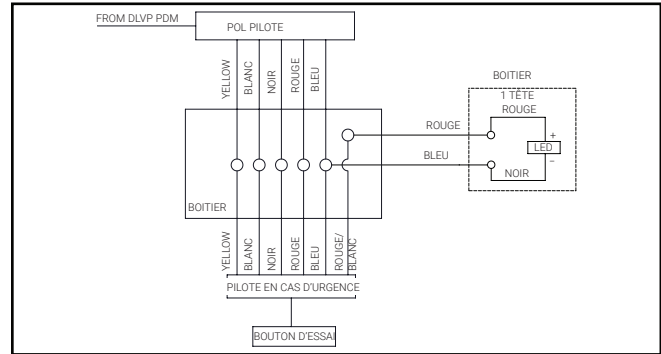 FROM DLVP PDM
POL PILOTE
YELLOW
BLANC
NOIR
ROUGE
BLEU
BOITIER
1 TÊTE
ROUGE
+
LED
−
NOIR
ROUGE
BLEU
BOITIER
YELLOW
BLANC
NOIR
ROUGE
BLEU
ROUGE/
BLANC
PILOTE EN CAS D'URGENCE
BOUTON D'ESSAI